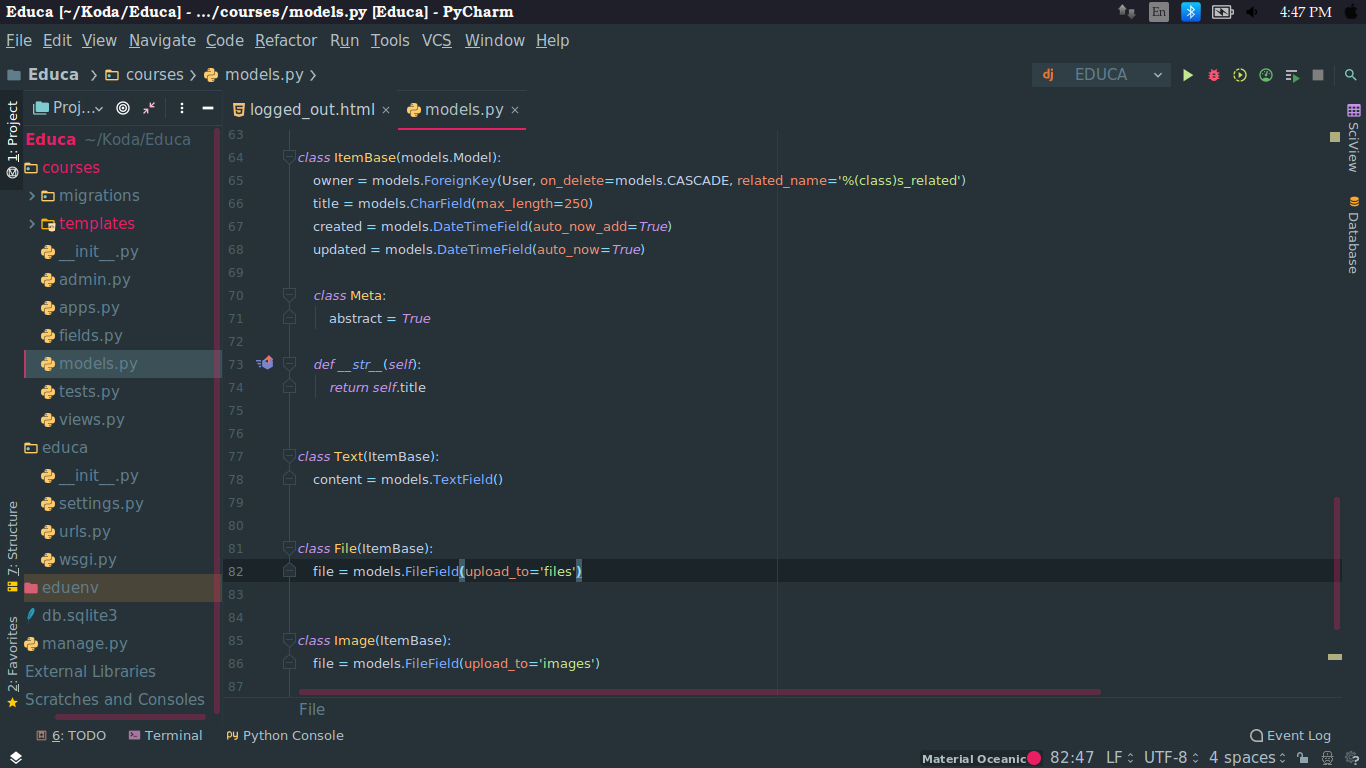 Educa [~/Koda/Educa] - .../courses/models.py [Educa] - PyCharm
En
4:47 PM
File Edit View Navigate Code Refactor Run Tools VCS Window Help
Educa courses models.py
dj EDUCA
1: Project
Proj...
logged_out.html × models.py ×
Educa ~/Koda/Educa
courses
migrations
templates
__init__.py
admin.py
apps.py
fields.py
models.py
tests.py
views.py
educa
__init__.py
settings.py
urls.py
wsgi.py
eduenv
db.sqlite3
manage.py
External Libraries
Scratches and Consoles
7: Structure
2: Favorites
63
64 class ItemBase(models.Model):
65 owner = models.ForeignKey(User, on_delete=models.CASCADE, related_name='%(class)s_related')
66 title = models.CharField(max_length=250)
67 created = models.DateTimeField(auto_now_add=True)
68 updated = models.DateTimeField(auto_now=True)
69
70 class Meta:
71 abstract = True
72
73 def __str__(self):
74 return self.title
75
76
77 class Text(ItemBase):
78 content = models.TextField()
79
80
81 class File(ItemBase):
82 file = models.FileField(upload_to='files')
83
84
85 class Image(ItemBase):
86 file = models.FileField(upload_to='images')
87
File
SciView
Database
6: TODO Terminal Python Console Event Log
Material Oceanic 82:47 LF UTF-8 4 spaces